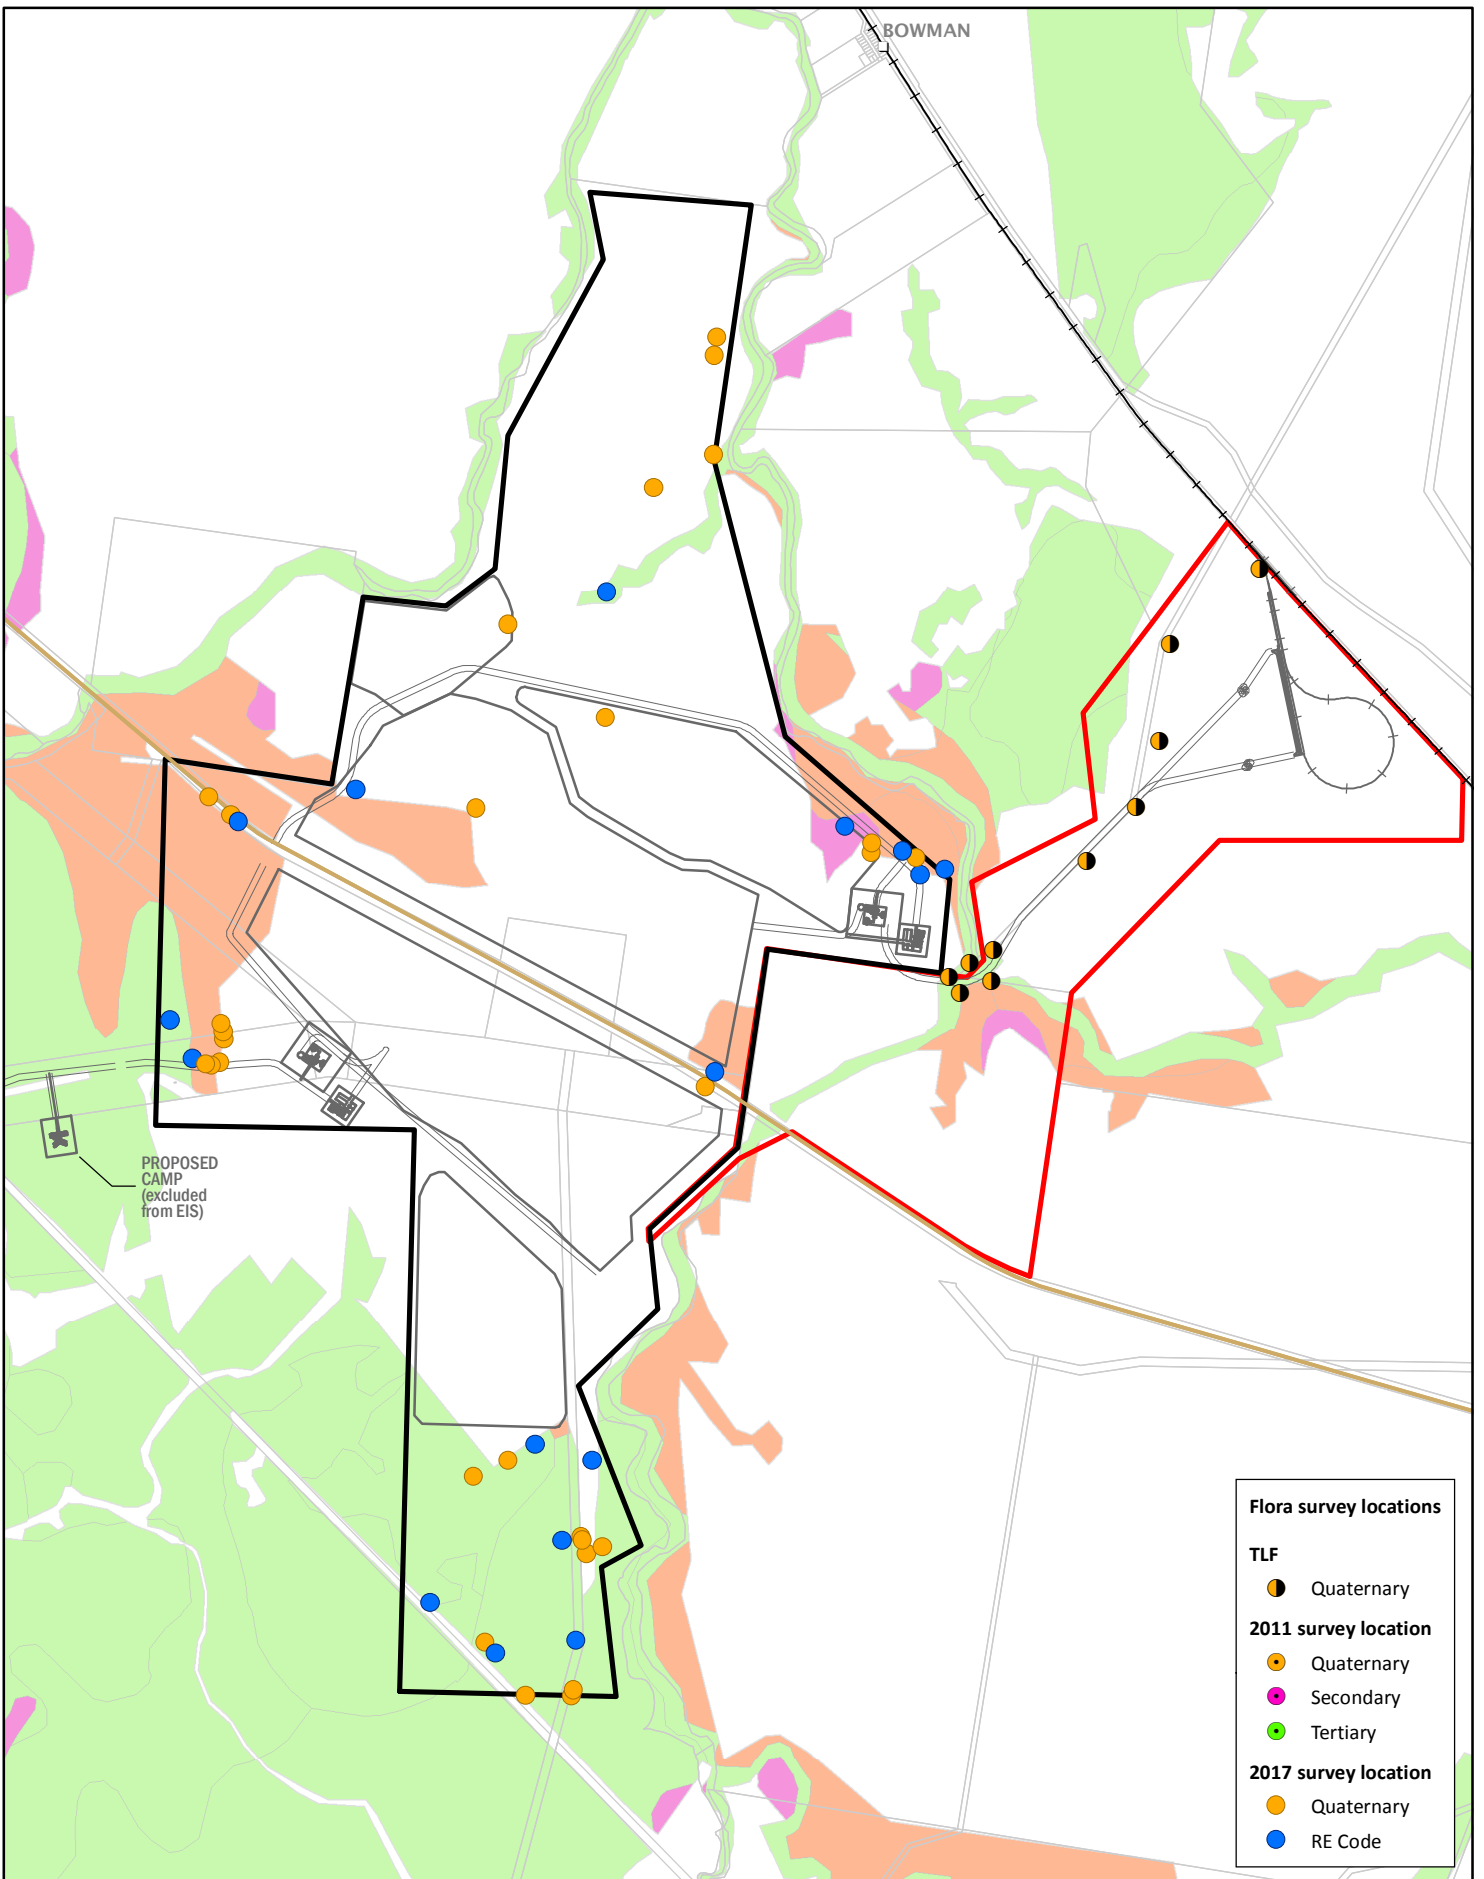 BOWMAN
PROPOSED
CAMP
(excluded
from EIS)
Flora survey locations
TLF
Quaternary
2011 survey location
Quaternary
Secondary
Tertiary
2017 survey location
Quaternary
RE Code